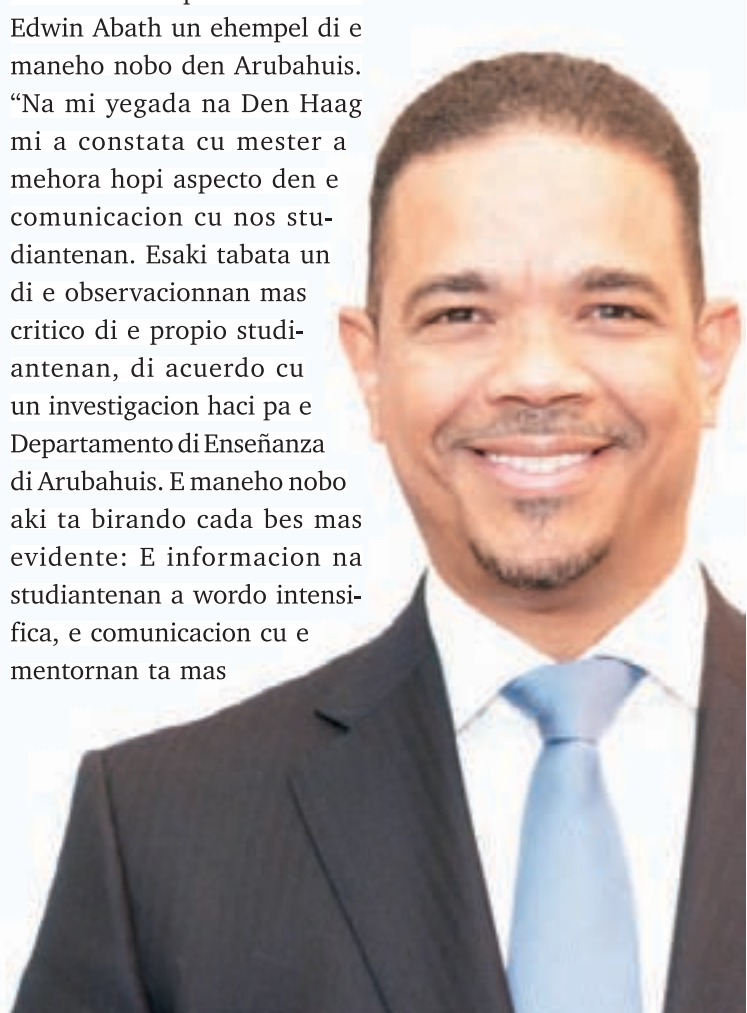 Edwin Abath un ehempel di e
maneho nobo den Arubahuis.
“Na mi yegada na Den Haag
mi a constata cu mester a
mehora hopi aspecto den e
comunicacion cu nos stu-
diantenan. Esaki tabata un
di e observacionnan mas
critico di e propio studi-
antenan, di acuerdo cu
un investigacion haci pa e
Departamento di Enseñanza
di Arubahuis. E maneho nobo
aki ta birando cada bes mas
evidente: E informacion na
studiantenan a wordo intensi-
fica, e comunicacion cu e
mentornan ta mas